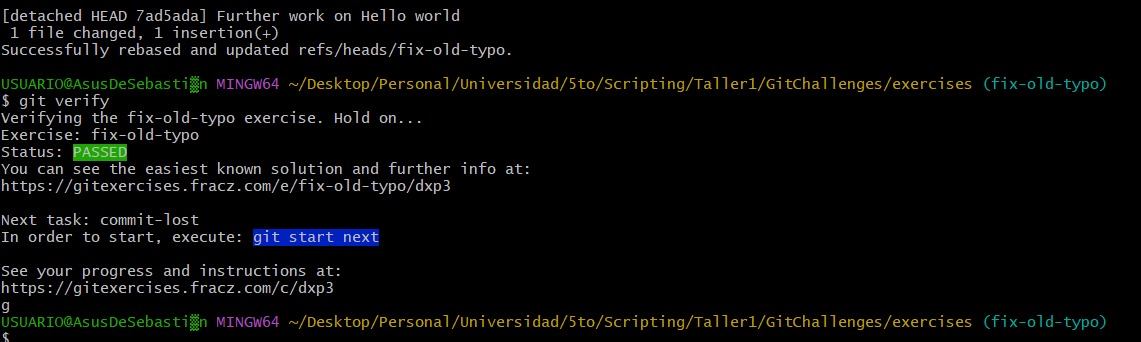 [detached HEAD 7ad5ada] Further work on Hello world
 1 file changed, 1 insertion(+)
Successfully rebased and updated refs/heads/fix-old-typo.

USUARIO@AsusDeSebasti▒n MINGW64 ~/Desktop/Personal/Universidad/5to/Scripting/Taller1/GitChallenges/exercises (fix-old-typo)
$ git verify
Verifying the fix-old-typo exercise. Hold on...
Exercise: fix-old-typo
Status: PASSED
You can see the easiest known solution and further info at:
https://gitexercises.fracz.com/e/fix-old-typo/dxp3

Next task: commit-lost
In order to start, execute: git start next

See your progress and instructions at:
https://gitexercises.fracz.com/c/dxp3
g
USUARIO@AsusDeSebasti▒n MINGW64 ~/Desktop/Personal/Universidad/5to/Scripting/Taller1/GitChallenges/exercises (fix-old-typo)
$